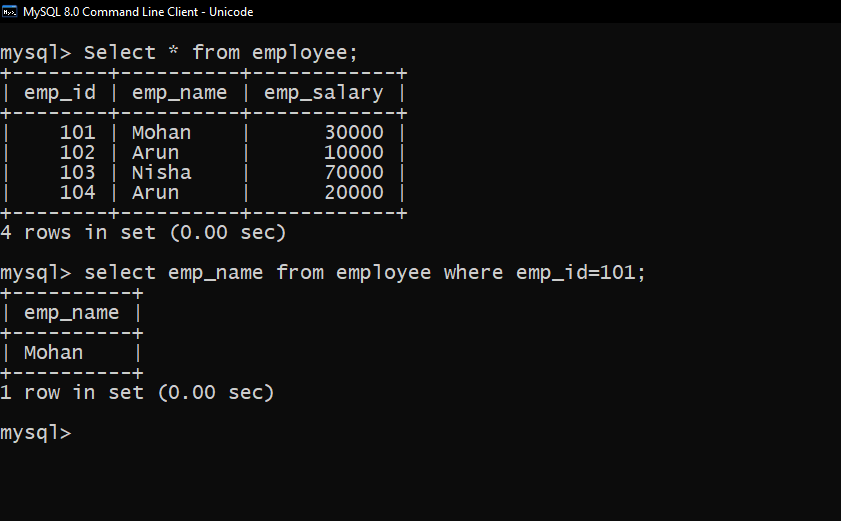 MySQL 8.0 Command Line Client - Unicode
mysql> Select * from employee;
+--------+----------+------------+
| emp_id | emp_name | emp_salary |
+--------+----------+------------+
|    101 | Mohan    |      30000 |
|    102 | Arun     |      10000 |
|    103 | Nisha    |      70000 |
|    104 | Arun     |      20000 |
+--------+----------+------------+
4 rows in set (0.00 sec)
mysql> select emp_name from employee where emp_id=101;
+----------+
| emp_name |
+----------+
| Mohan    |
+----------+
1 row in set (0.00 sec)
mysql>